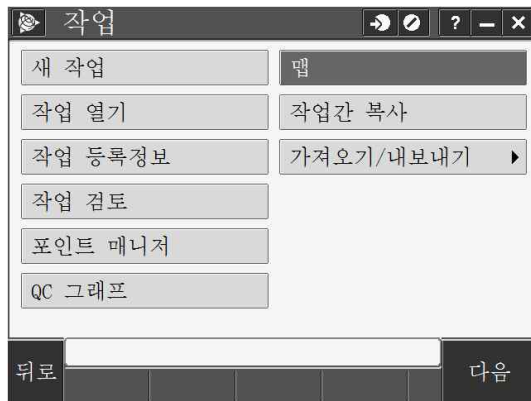 작업
? — ×
새 작업
작업 열기
작업 등록정보
작업 검토
포인트 매니저
QC 그래프
맵
작업간 복사
가져오기/내보내기
뒤로
다음